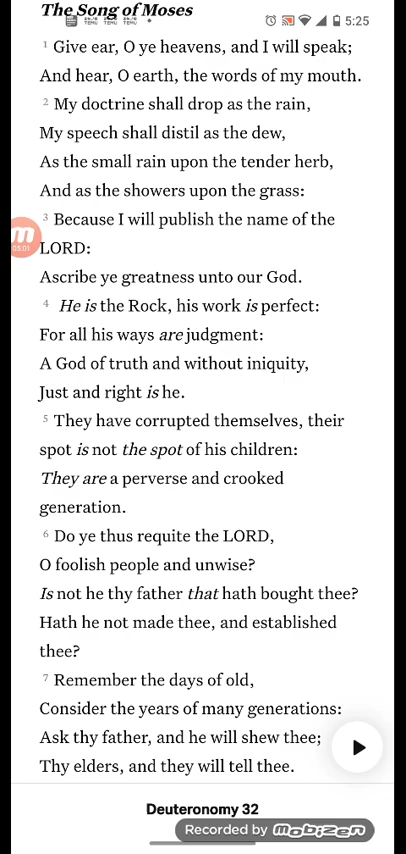 The Song of Moses
5:25
1 Give ear, O ye heavens, and I will speak;
And hear, O earth, the words of my mouth.
2 My doctrine shall drop as the rain,
My speech shall distil as the dew,
As the small rain upon the tender herb,
And as the showers upon the grass:
3 Because I will publish the name of the
LORD:
05:01
Ascribe ye greatness unto our God.
4 He is the Rock, his work is perfect:
For all his ways are judgment:
A God of truth and without iniquity,
Just and right is he.
5 They have corrupted themselves, their
spot is not the spot of his children:
They are a perverse and crooked
generation.
6 Do ye thus requite the LORD,
O foolish people and unwise?
Is not he thy father that hath bought thee?
Hath he not made thee, and established
thee?
7 Remember the days of old,
Consider the years of many generations:
Ask thy father, and he will shew thee;
Thy elders, and they will tell thee.
Deuteronomy 32
Recorded by mobizen